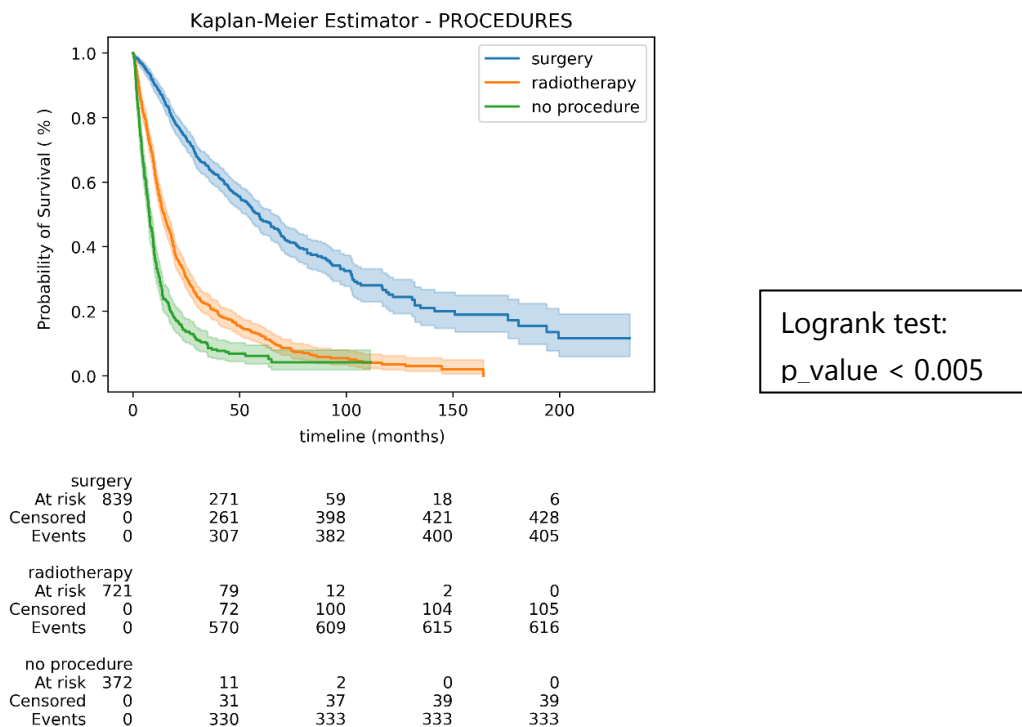 Kaplan-Meier Estimator - PROCEDURES
surgery
radiotherapy
no procedure
Probability of Survival ( % )
1.0
0.8
0.6
0.4
0.2
0.0
0 50 100 150 200
timeline (months)
Logrank test:
p_value < 0.005
surgery
At risk 839 271 59 18 6
Censored 0 261 398 421 428
Events 0 307 382 400 405
radiotherapy
At risk 721 79 12 2 0
Censored 0 72 100 104 105
Events 0 570 609 615 616
no procedure
At risk 372 11 2 0 0
Censored 0 31 37 39 39
Events 0 330 333 333 333